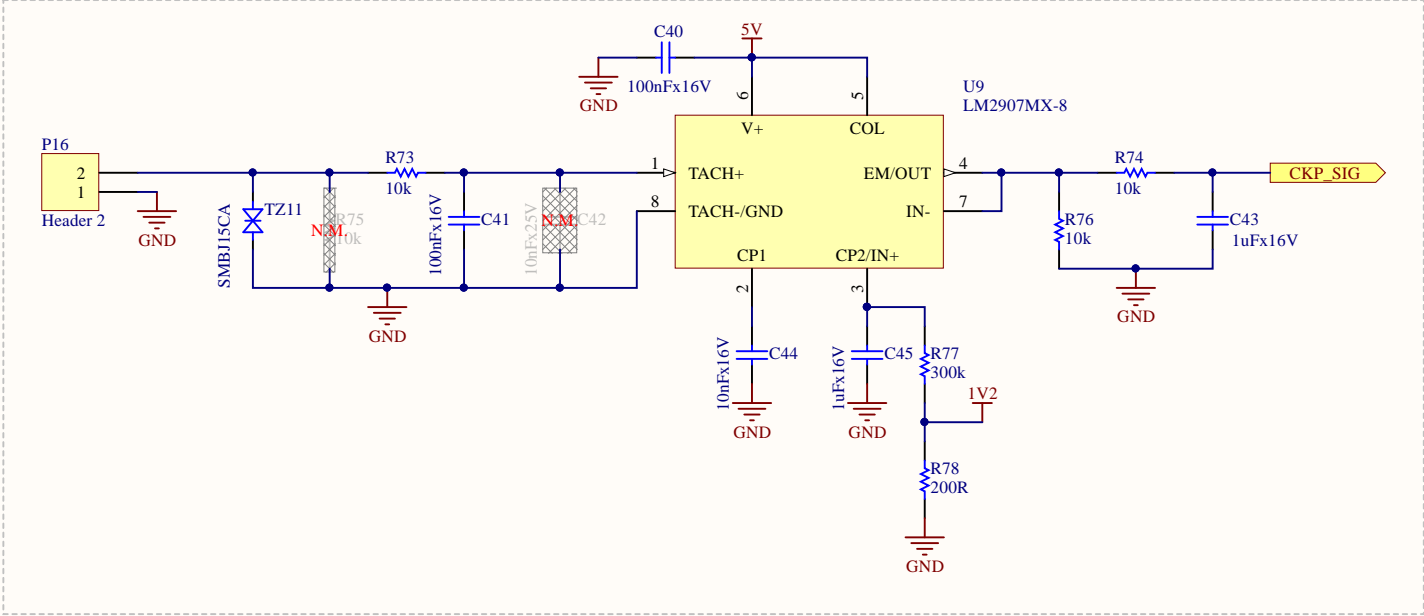 C40
5V
100nFx16V
GND
U9
LM2907MX-8
6
5
V+
COL
P16
2
1
Header 2
GND
R73
10k
1
TACH+
EM/OUT
4
R74
10k
CKP_SIG
SMBJ15CA
TZ11
N.M.
R75
10k
100nFx16V
C41
10nFx25V
N.M.
C42
8
TACH-/GND
IN-
7
R76
10k
C43
1uFx16V
CP1
CP2/IN+
2
3
GND
GND
10nFx16V
C44
GND
1uFx16V
C45
GND
R77
300k
1V2
R78
200R
GND